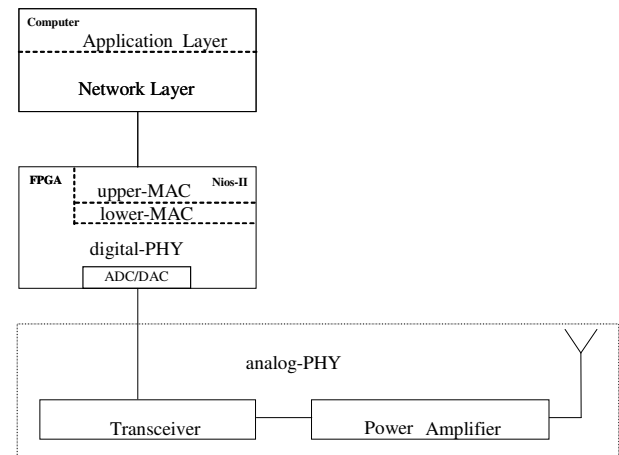 Computer
Application Layer
Network Layer
FPGA
Nios-II
upper-MAC
lower-MAC
digital-PHY
ADC/DAC
analog-PHY
Transceiver
Power Amplifier